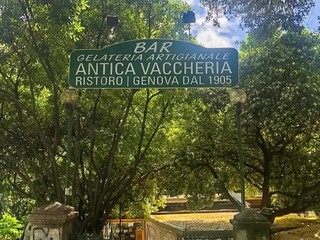 BAR
GELATERIA ARTIGIANALE
ANTICA VACCHERIA
RISTORO | GENOVA DAL 1905